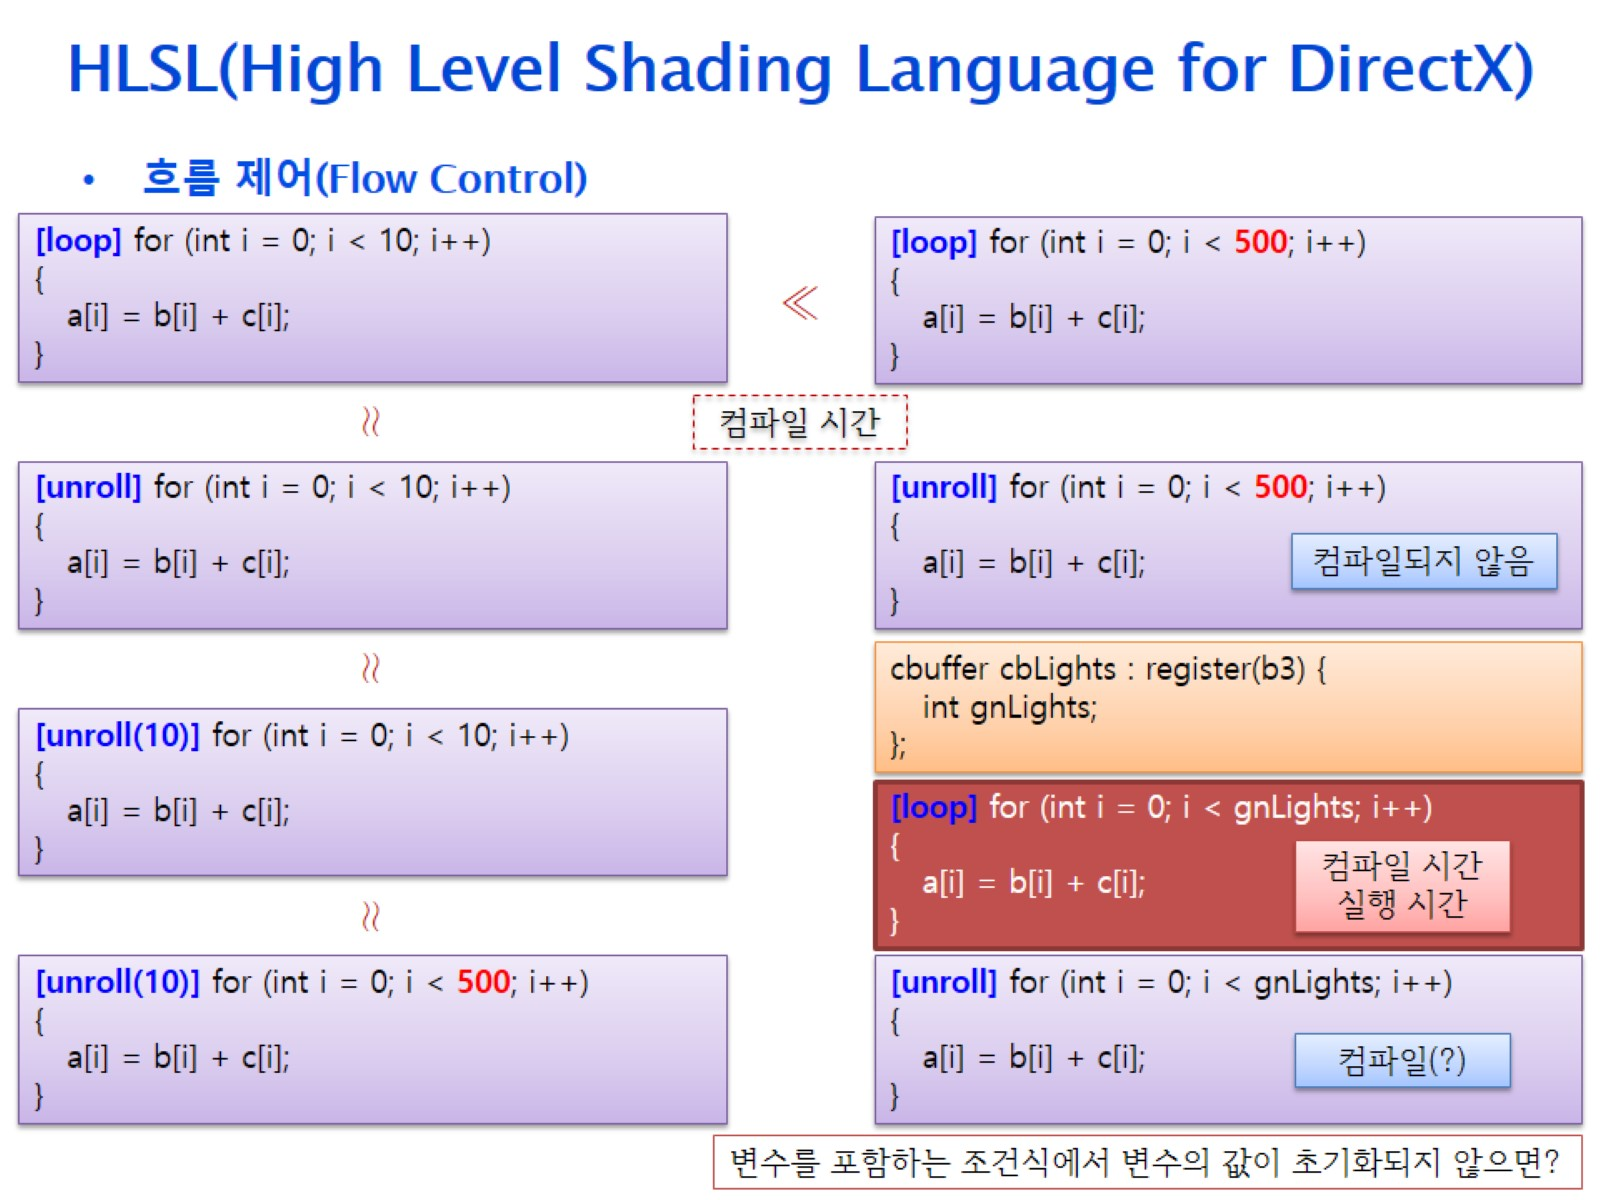 HLSL(High Level Shading Language for DirectX)
• 흐름 제어(Flow Control)
[loop] for (int i = 0; i < 10; i++)
{
a[i] = b[i] + c[i];
}
≪
[loop] for (int i = 0; i < 500; i++)
{
a[i] = b[i] + c[i];
}
≈
컴파일 시간
[unroll] for (int i = 0; i < 10; i++)
{
a[i] = b[i] + c[i];
}
[unroll] for (int i = 0; i < 500; i++)
{
a[i] = b[i] + c[i];
}
컴파일되지 않음
≈
cbuffer cbLights : register(b3) {
int gnLights;
};
[unroll(10)] for (int i = 0; i < 10; i++)
{
a[i] = b[i] + c[i];
}
[loop] for (int i = 0; i < gnLights; i++)
{
a[i] = b[i] + c[i];
}
컴파일 시간
실행 시간
≈
[unroll(10)] for (int i = 0; i < 500; i++)
{
a[i] = b[i] + c[i];
}
[unroll] for (int i = 0; i < gnLights; i++)
{
a[i] = b[i] + c[i];
}
컴파일(?)
변수를 포함하는 조건식에서 변수의 값이 초기화되지 않으면?